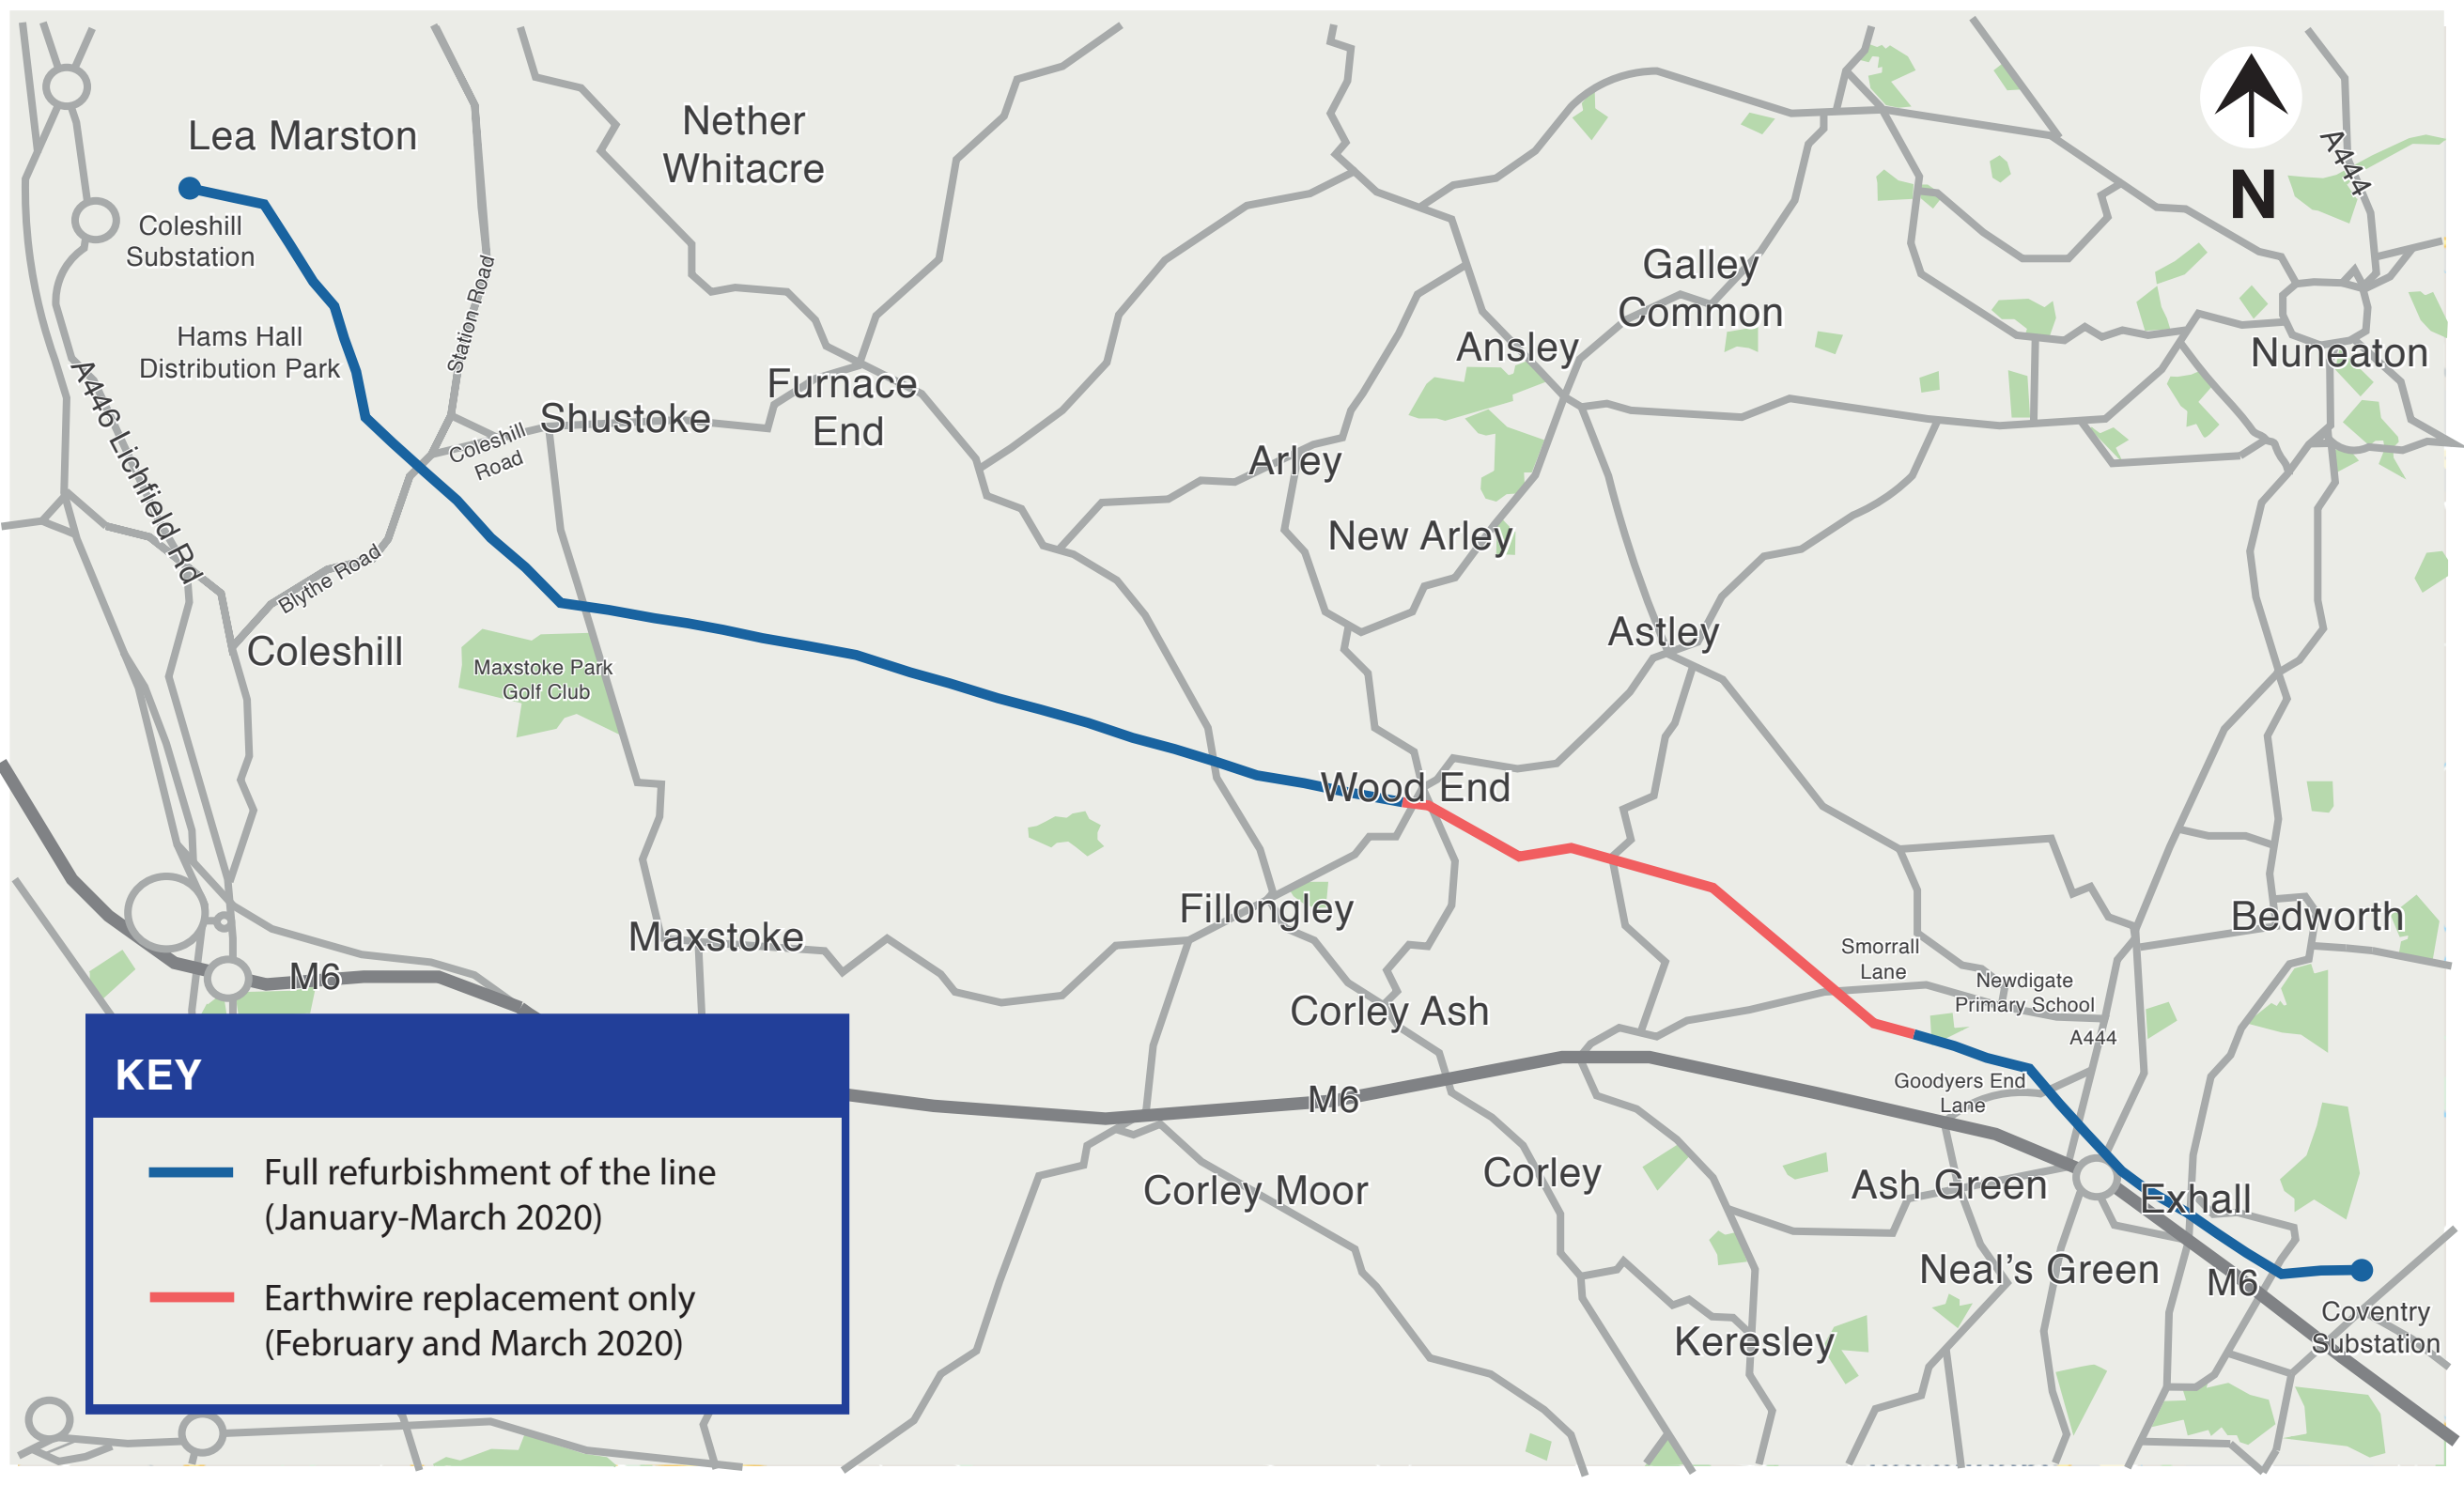 Lea Marston
Coleshill
Substation
Hams Hall
Distribution Park
A446 Lichfield Rd
Station Road
Nether
Whitacre
Furnace
End
Shustoke
Coleshill
Road
Blythe Road
Coleshill
Maxstoke Park
Golf Club
Galley
Common
Ansley
Arley
New Arley
Astley
N
A444
Nuneaton
Wood End
Fillongley
Maxstoke
M6
Corley Ash
M6
Smorrall
Lane
Newdigate
Primary School
A444
Bedworth
Goodyers End
Lane
Corley Moor
Corley
Ash Green
Exhall
Neal's Green
M6
Coventry
Substation
Keresley
KEY
Full refurbishment of the line
(January-March 2020)
Earthwire replacement only
(February and March 2020)